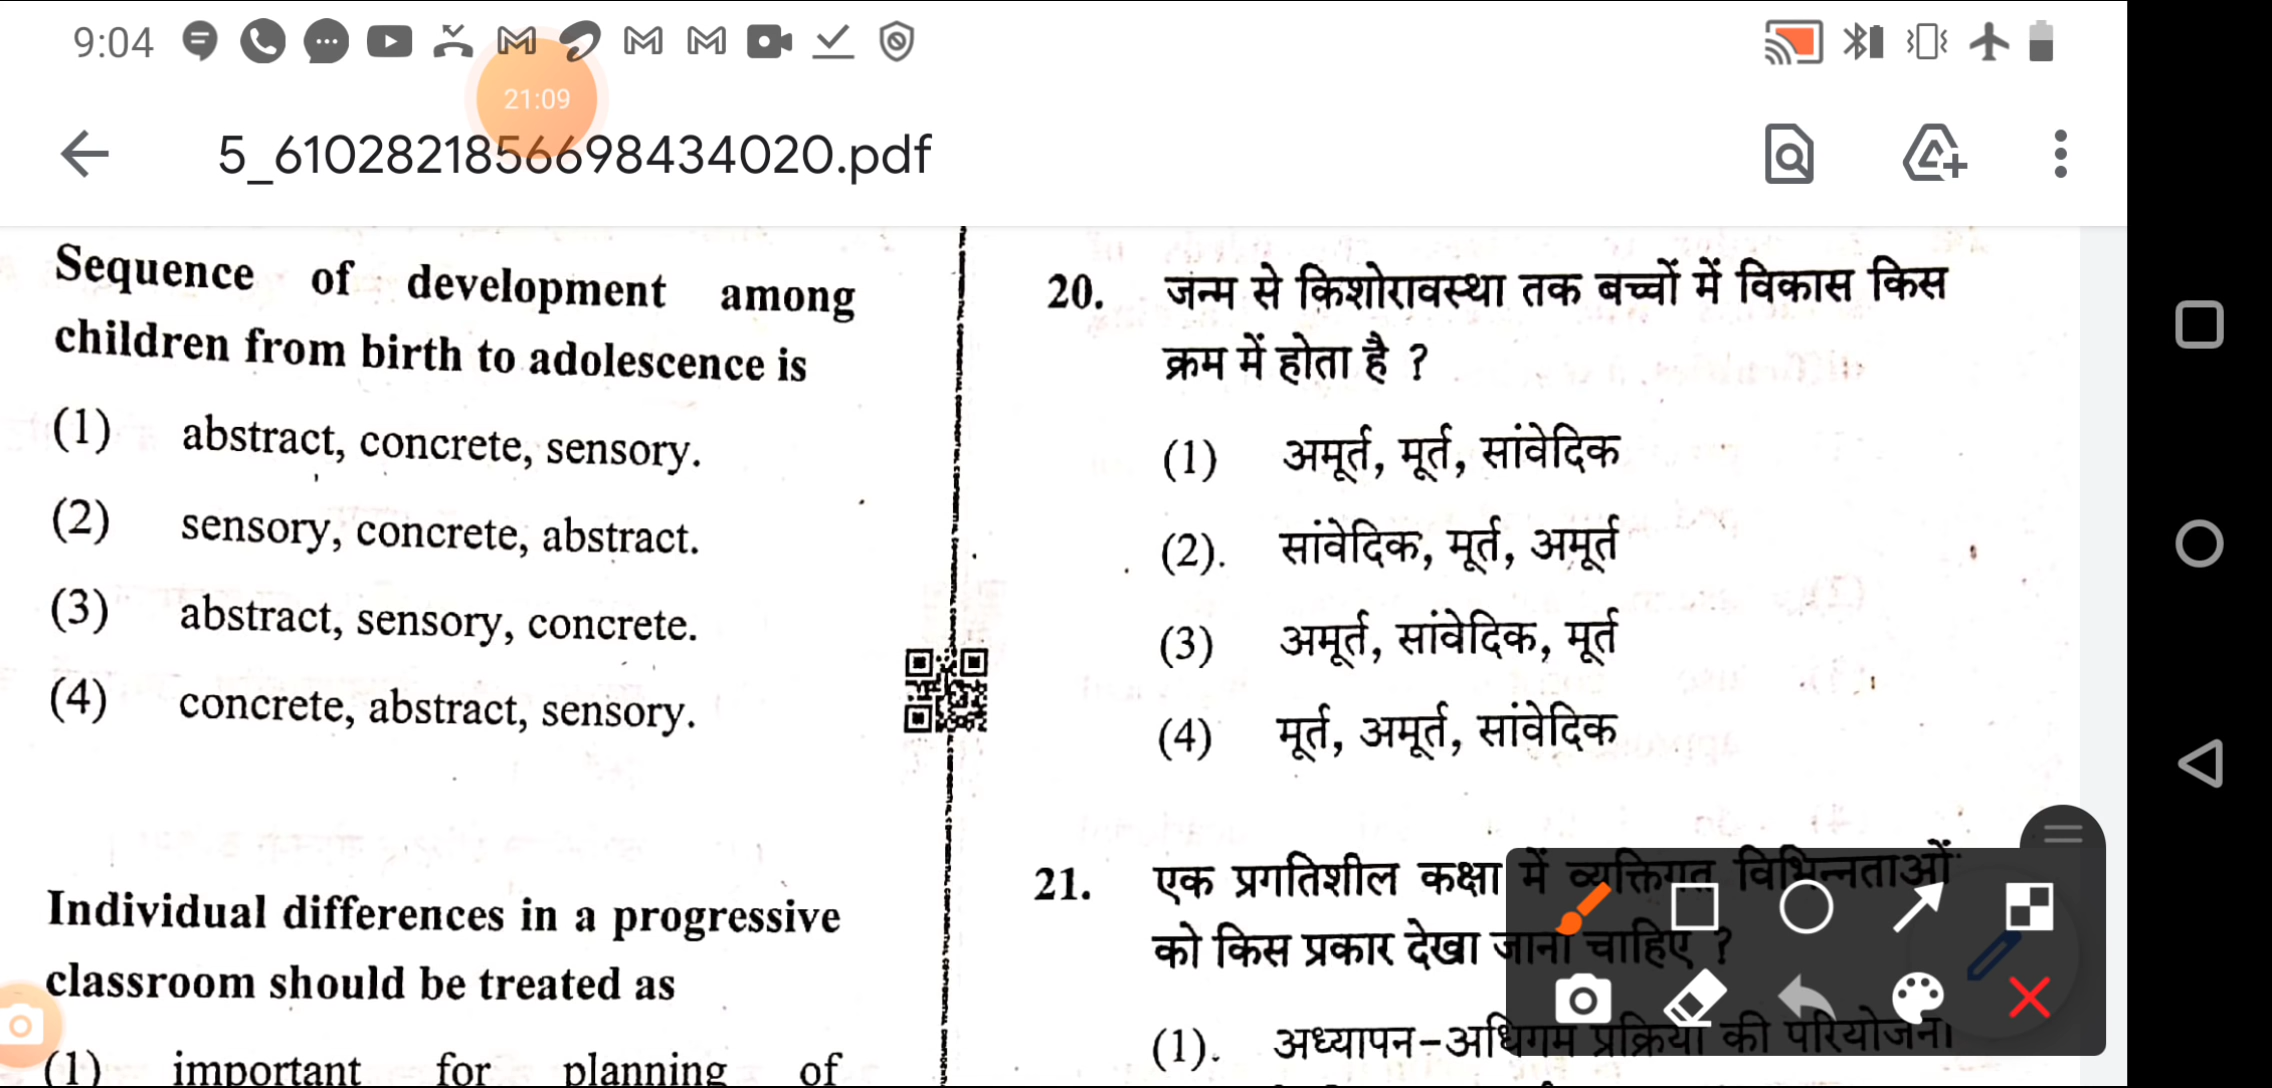 9:04
21:09
5_6102821856698434020.pdf
Sequence of development among
children from birth to adolescence is
(1) abstract, concrete, sensory.
(2) sensory, concrete, abstract.
(3) abstract, sensory, concrete.
(4) concrete, abstract, sensory.
Individual differences in a progressive
classroom should be treated as
(1) important for planning of
20. जन्म से किशोरावस्था तक बच्चों में विकास किस
क्रम में होता है ?
(1) अमूर्त, मूर्त, सांवेदिक
(2). सांवेदिक, मूर्त, अमूर्त
(3) अमूर्त, सांवेदिक, मूर्त
(4) मूर्त, अमूर्त, सांवेदिक
21. एक प्रगतिशील कक्षा में व्यक्तिगत विभिन्नताओं
को किस प्रकार देखा जाना चाहिए ?
(1). अध्यापन-अधिगम प्रक्रिया की परियोजना